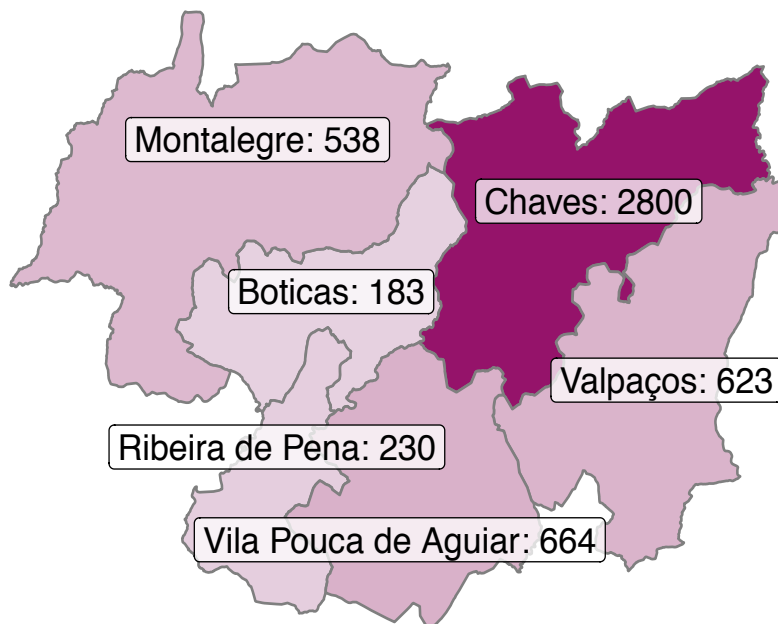 Montalegre: 538
Chaves: 2800
Boticas: 183
Valpaços: 623
Ribeira de Pena: 230
Vila Pouca de Aguiar: 664